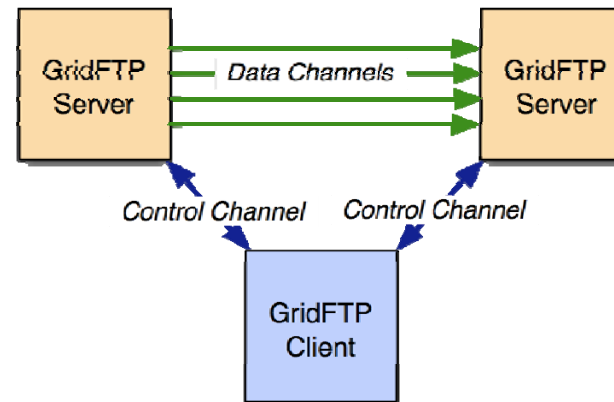 GridFTP
Server
Data Channels
GridFTP
Server
Control Channel
Control Channel
GridFTP
Client